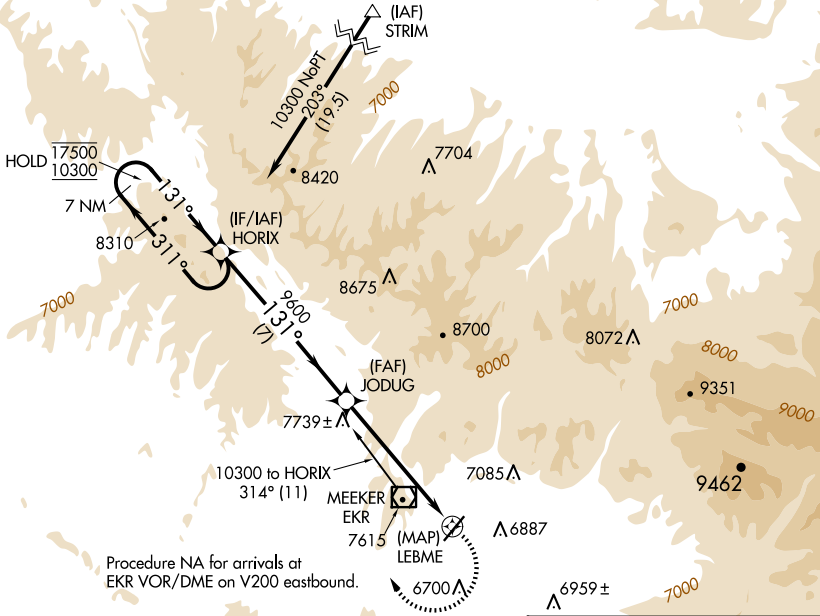 (IAF)
STRIM
10300 NoPT
203°
(19.5)
7000
HOLD 17500
10300
7 NM
131°
8420
7704
(IF/IAF)
HORIX
8310
311°
7000
8675
9600
131°
(7)
8700
8072
7000
8000
8000
(FAF)
JODUG
9351
9000
7739±
10300 to HORIX
314° (11)
7085
9462
MEEKER
EKR
7615
(MAP)
LEBME
6887
Procedure NA for arrivals at
EKR VOR/DME on V200 eastbound.
6700
6959±
7000